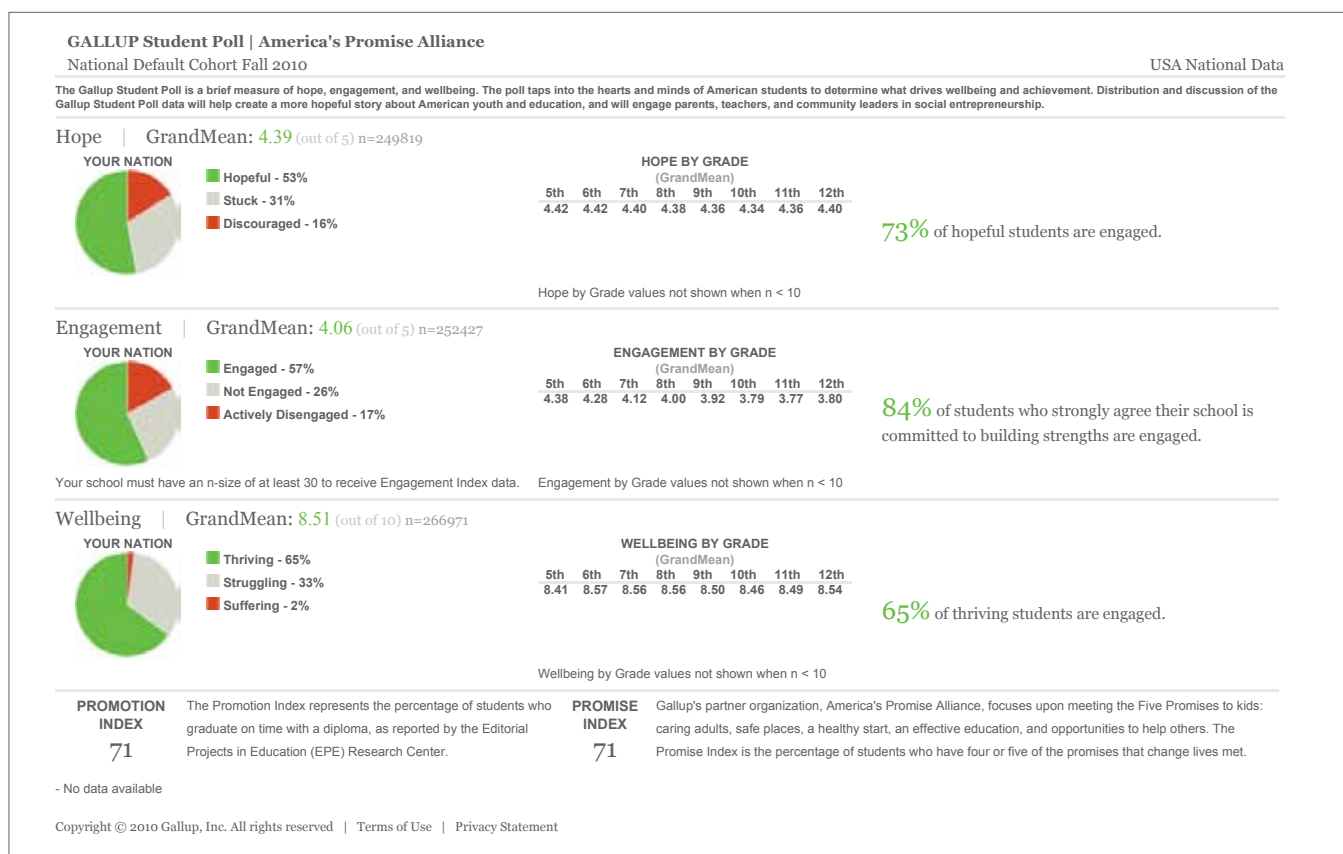 GALLUP Student Poll | America's Promise Alliance
National Default Cohort Fall 2010 USA National Data
The Gallup Student Poll is a brief measure of hope, engagement, and wellbeing. The poll taps into the hearts and minds of American students to determine what drives wellbeing and achievement. Distribution and discussion of the
Gallup Student Poll data will help create a more hopeful story about American youth and education, and will engage parents, teachers, and community leaders in social entrepreneurship.
Hope | GrandMean: 4.39 (out of 5) n=249819
YOUR NATION
Hopeful - 53%
Stuck - 31%
Discouraged - 16%
HOPE BY GRADE
(GrandMean)
5th 6th 7th 8th 9th 10th 11th 12th
4.42 4.42 4.40 4.38 4.36 4.34 4.36 4.40
73% of hopeful students are engaged.
Hope by Grade values not shown when n < 10
Engagement | GrandMean: 4.06 (out of 5) n=252427
YOUR NATION
Engaged - 57%
Not Engaged - 26%
Actively Disengaged - 17%
ENGAGEMENT BY GRADE
(GrandMean)
5th 6th 7th 8th 9th 10th 11th 12th
4.38 4.28 4.12 4.00 3.92 3.79 3.77 3.80
84% of students who strongly agree their school is
committed to building strengths are engaged.
Your school must have an n-size of at least 30 to receive Engagement Index data. Engagement by Grade values not shown when n < 10
Wellbeing | GrandMean: 8.51 (out of 10) n=266971
YOUR NATION
Thriving - 65%
Struggling - 33%
Suffering - 2%
WELLBEING BY GRADE
(GrandMean)
5th 6th 7th 8th 9th 10th 11th 12th
8.41 8.57 8.56 8.56 8.50 8.46 8.49 8.54
65% of thriving students are engaged.
Wellbeing by Grade values not shown when n < 10
PROMOTION
INDEX
71
The Promotion Index represents the percentage of students who
graduate on time with a diploma, as reported by the Editorial
Projects in Education (EPE) Research Center.
PROMISE
INDEX
71
Gallup's partner organization, America's Promise Alliance, focuses upon meeting the Five Promises to kids:
caring adults, safe places, a healthy start, an effective education, and opportunities to help others. The
Promise Index is the percentage of students who have four or five of the promises that change lives met.
- No data available
Copyright © 2010 Gallup, Inc. All rights reserved | Terms of Use | Privacy Statement